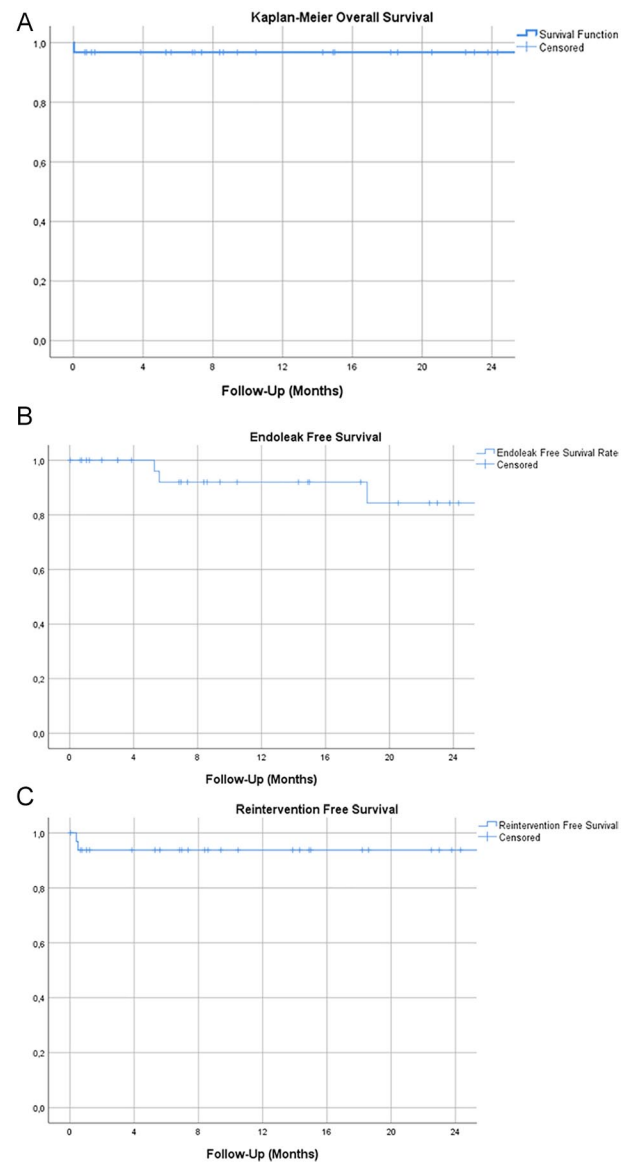 A
Kaplan-Meier Overall Survival
Survival Function
Censored
1,0
0,8
0,6
0,4
0,2
0,0
0 4 8 12 16 20 24
Follow-Up (Months)
B
Endoleak Free Survival
Endoleak Free Survival Rate
Censored
1,0
0,8
0,6
0,4
0,2
0,0
0 4 8 12 16 20 24
Follow-Up (Months)
C
Reintervention Free Survival
Reintervention Free Survival
Censored
1,0
0,8
0,6
0,4
0,2
0,0
0 4 8 12 16 20 24
Follow-Up (Months)